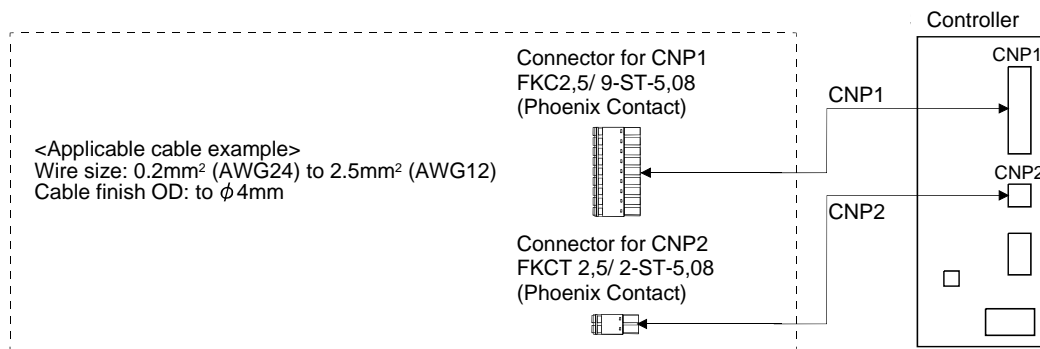 Controller
CNP1
Connector for CNP1
FKC2,5/ 9-ST-5,08
(Phoenix Contact)
CNP1
<Applicable cable example>
Wire size: 0.2mm² (AWG24) to 2.5mm² (AWG12)
Cable finish OD: to ϕ4mm
CNP2
CNP2
Connector for CNP2
FKCT 2,5/ 2-ST-5,08
(Phoenix Contact)